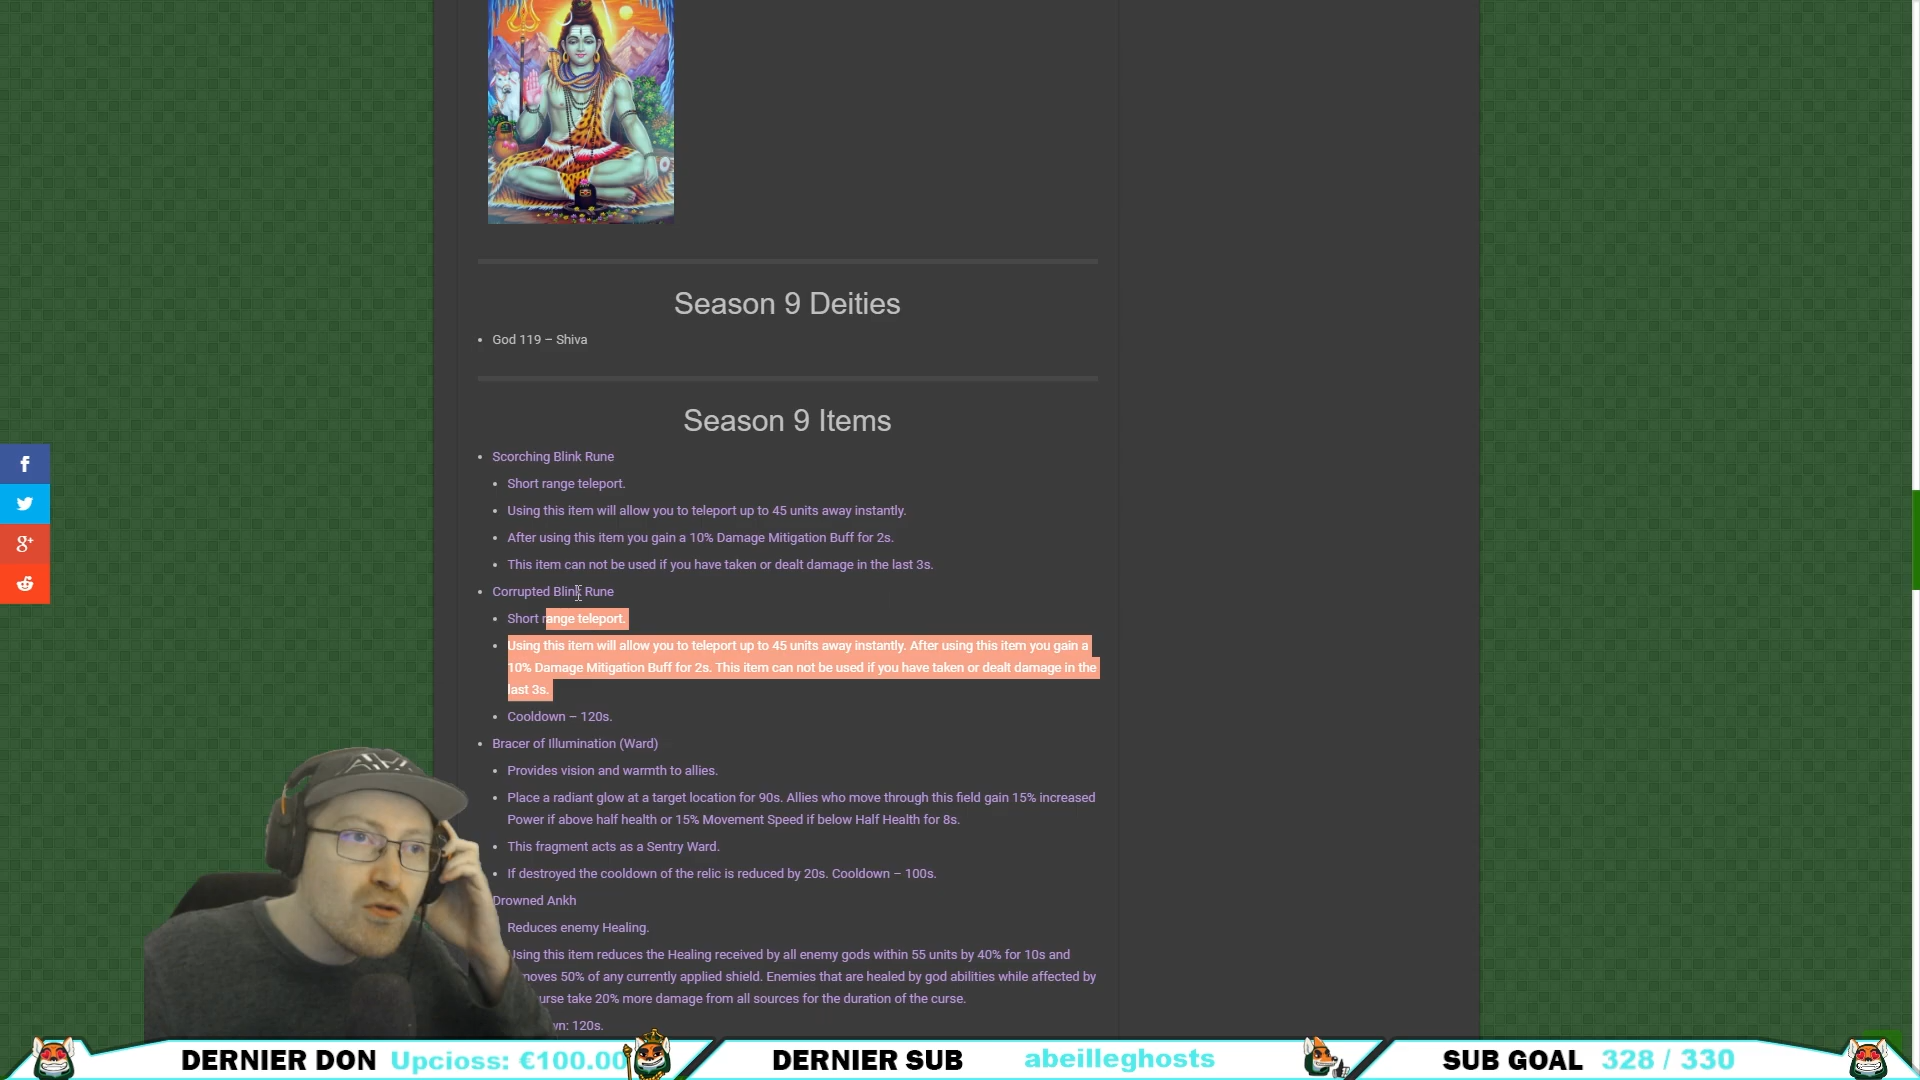 Season 9 Deities
God 119 – Shiva
Season 9 Items
Scorching Blink Rune
Short range teleport.
Using this item will allow you to teleport up to 45 units away instantly.
After using this item you gain a 10% Damage Mitigation Buff for 2s.
This item can not be used if you have taken or dealt damage in the last 3s.
Corrupted Blink Rune
Short range teleport.
Using this item will allow you to teleport up to 45 units away instantly. After using this item you gain a
10% Damage Mitigation Buff for 2s. This item can not be used if you have taken or dealt damage in the
last 3s.
Cooldown – 120s.
Bracer of Illumination (Ward)
Provides vision and warmth to allies.
Place a radiant glow at a target location for 90s. Allies who move through this field gain 15% increased
Power if above half health or 15% Movement Speed if below Half Health for 8s.
This fragment acts as a Sentry Ward.
If destroyed the cooldown of the relic is reduced by 20s. Cooldown – 100s.
Drowned Ankh
Reduces enemy Healing.
Using this item reduces the Healing received by all enemy gods within 55 units by 40% for 10s and
moves 50% of any currently applied shield. Enemies that are healed by god abilities while affected by
urse take 20% more damage from all sources for the duration of the curse.
wn: 120s.
DERNIER DON Upcioss: €100.00 DERNIER SUB abeilleghosts SUB GOAL 328 / 330